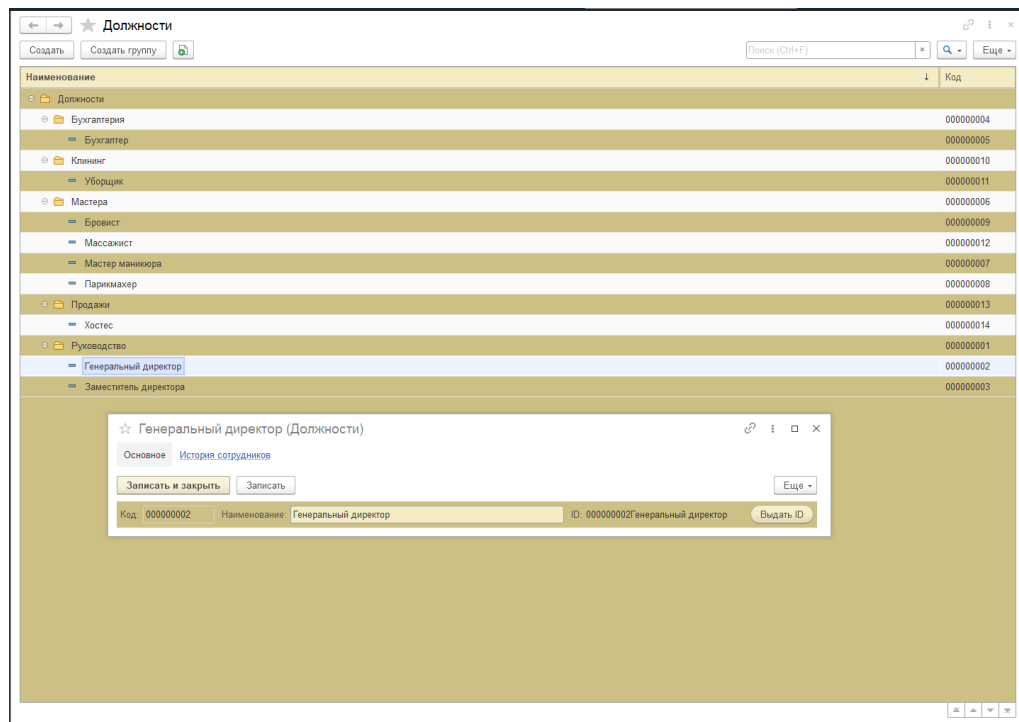 Должности
Создать Создать группу Поиск (Ctrl+F) × Еще
Наименование ↓ Код
Должности
Бухгалтерия 000000004
Бухгалтер 000000005
Клининг 000000010
Уборщик 000000011
Мастера 000000006
Бровист 000000009
Массажист 000000012
Мастер маникюра 000000007
Парикмахер 000000008
Продажи 000000013
Хостес 000000014
Руководство 000000001
Генеральный директор 000000002
Заместитель директора 000000003
Генеральный директор (Должности)
Основное История сотрудников
Записать и закрыть Записать Еще
Код: 000000002 Наименование: Генеральный директор ID: 000000002Генеральный директор Выдать ID